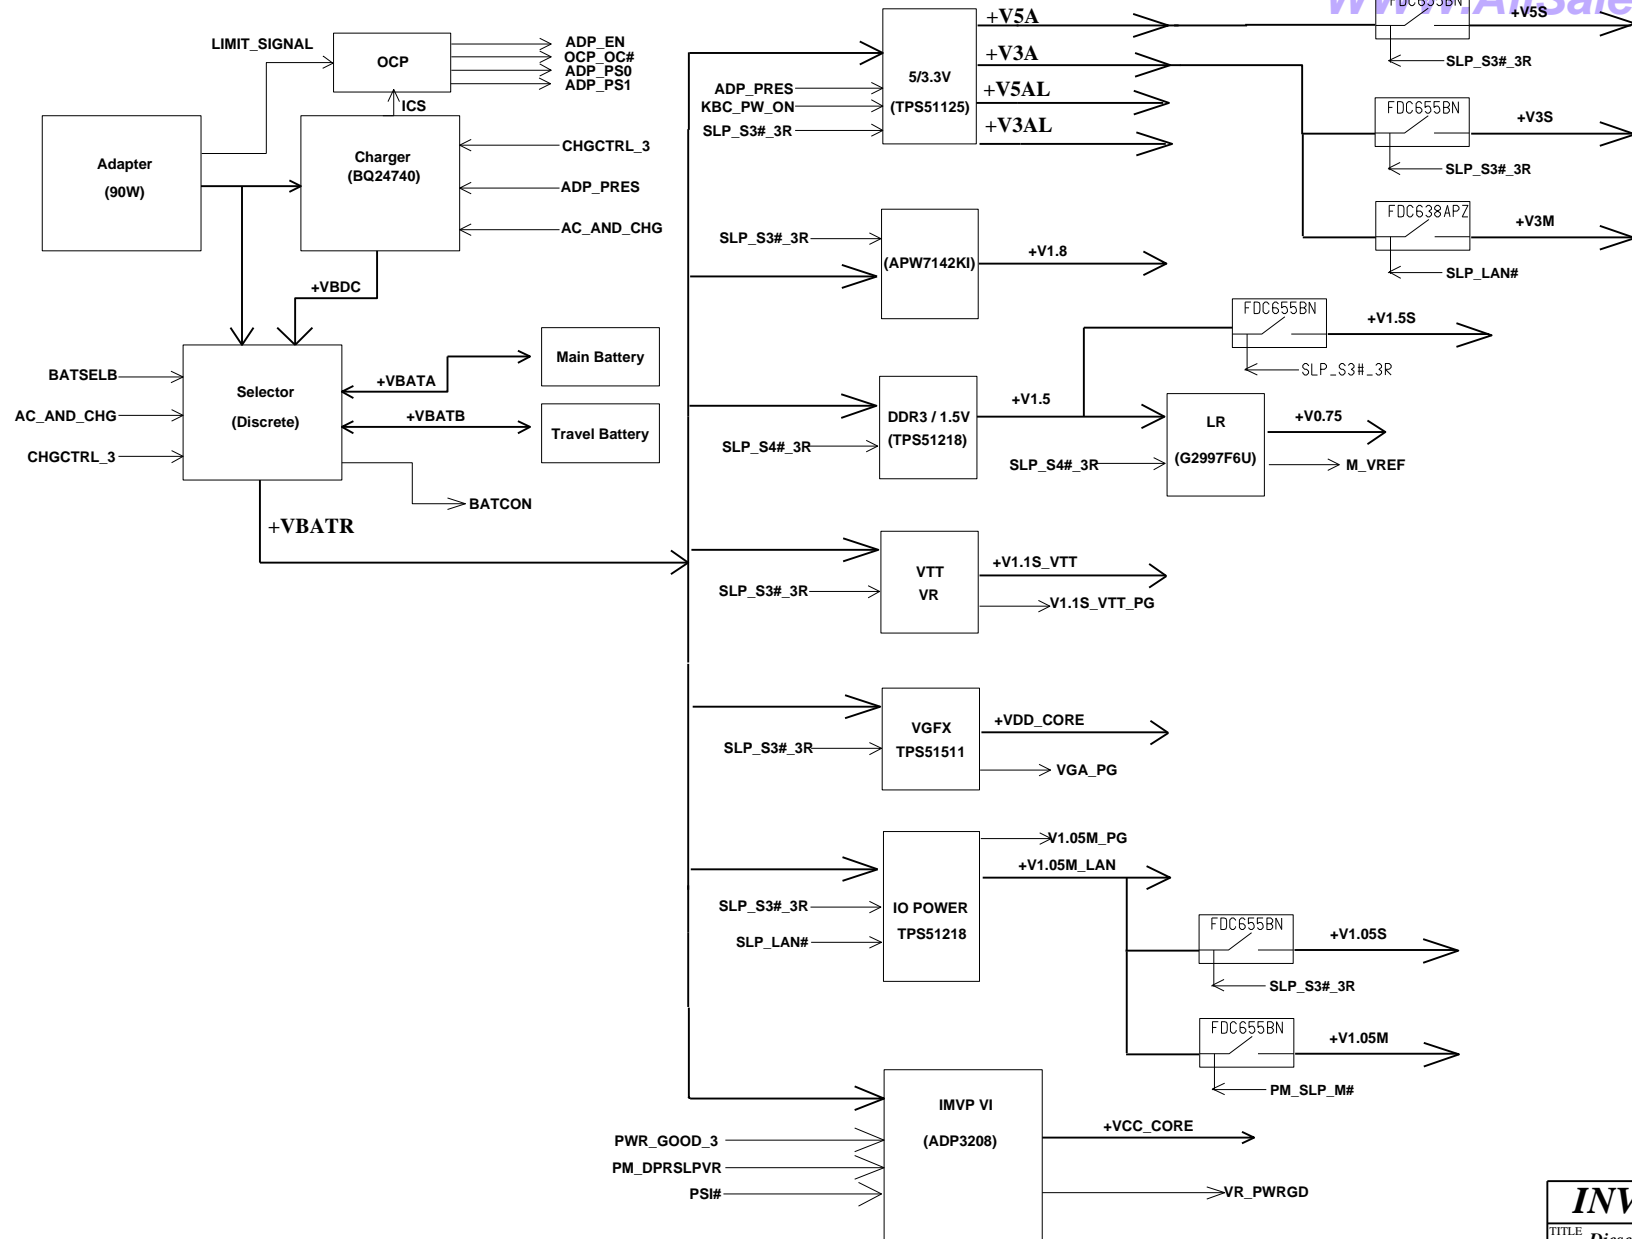 LIMIT_SIGNAL
OCP
ADP_EN
OCP_OC#
ADP_PS0
ADP_PS1
ICS
Adapter
(90W)
Charger
(BQ24740)
CHGCTRL_3
ADP_PRES
AC_AND_CHG
+VBDC
BATSELB
AC_AND_CHG
CHGCTRL_3
Selector
(Discrete)
+VBATA
+VBATB
Main Battery
Travel Battery
BATCON
+VBATR
ADP_PRES
KBC_PW_ON
SLP_S3#_3R
5/3.3V
(TPS51125)
+V5A
+V3A
+V5AL
+V3AL
FDC655BN
+V5S
SLP_S3#_3R
FDC655BN
+V3S
SLP_S3#_3R
FDC638APZ
+V3M
SLP_LAN#
SLP_S3#_3R
(APW7142KI)
+V1.8
FDC655BN
+V1.5S
SLP_S3#_3R
DDR3 / 1.5V
(TPS51218)
SLP_S4#_3R
+V1.5
LR
(G2997F6U)
SLP_S4#_3R
+V0.75
M_VREF
VTT
VR
SLP_S3#_3R
+V1.1S_VTT
V1.1S_VTT_PG
VGFX
TPS51511
SLP_S3#_3R
+VDD_CORE
VGA_PG
V1.05M_PG
+V1.05M_LAN
SLP_S3#_3R
SLP_LAN#
IO POWER
TPS51218
FDC655BN
+V1.05S
SLP_S3#_3R
FDC655BN
+V1.05M
PM_SLP_M#
IMVP VI
(ADP3208)
PWR_GOOD_3
PM_DPRSLPVR
PSI#
+VCC_CORE
VR_PWRGD
TITLE